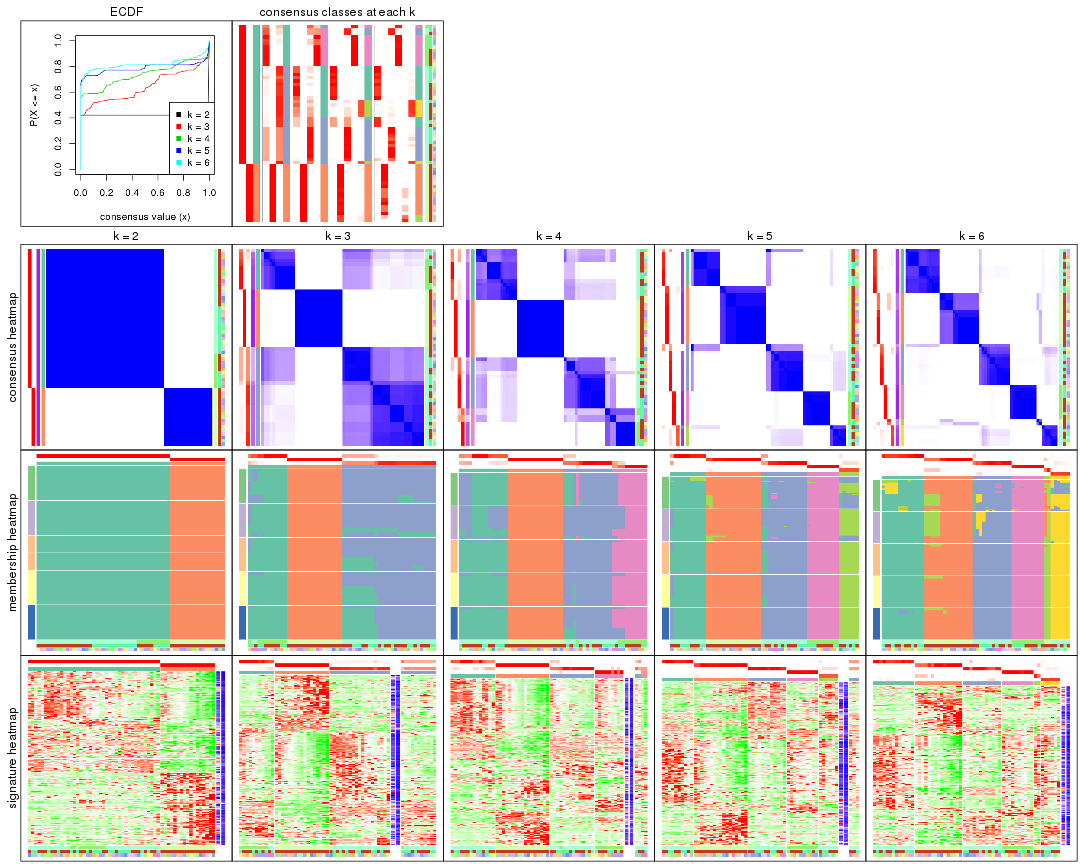 ECDF
consensus classes at each k
P(X <= x)
0.0
0.2
0.4
0.6
0.8
1.0
k = 2
k = 3
k = 4
k = 5
k = 6
0.0 0.2 0.4 0.6 0.8 1.0
consensus value (x)
k = 2
k = 3
k = 4
k = 5
k = 6
consensus heatmap
membership heatmap
signature heatmap